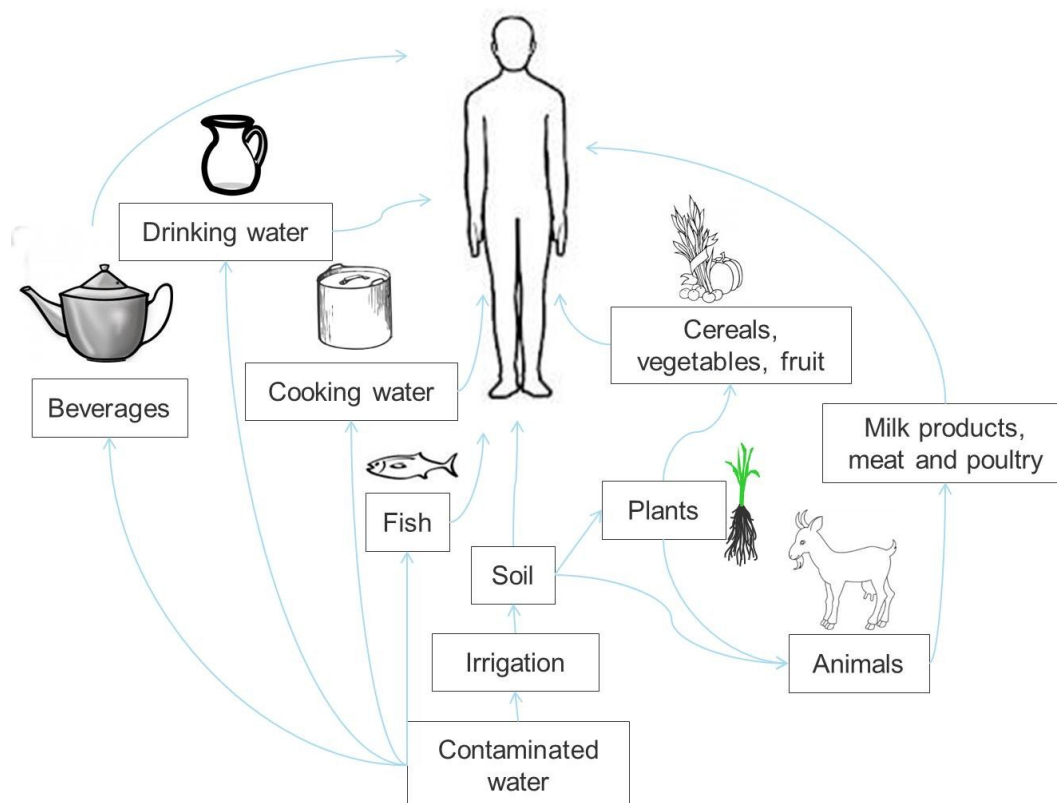 Drinking water
Beverages
Cooking water
Cereals,
vegetables, fruit
Milk products,
meat and poultry
Fish
Plants
Soil
Irrigation
Animals
Contaminated
water